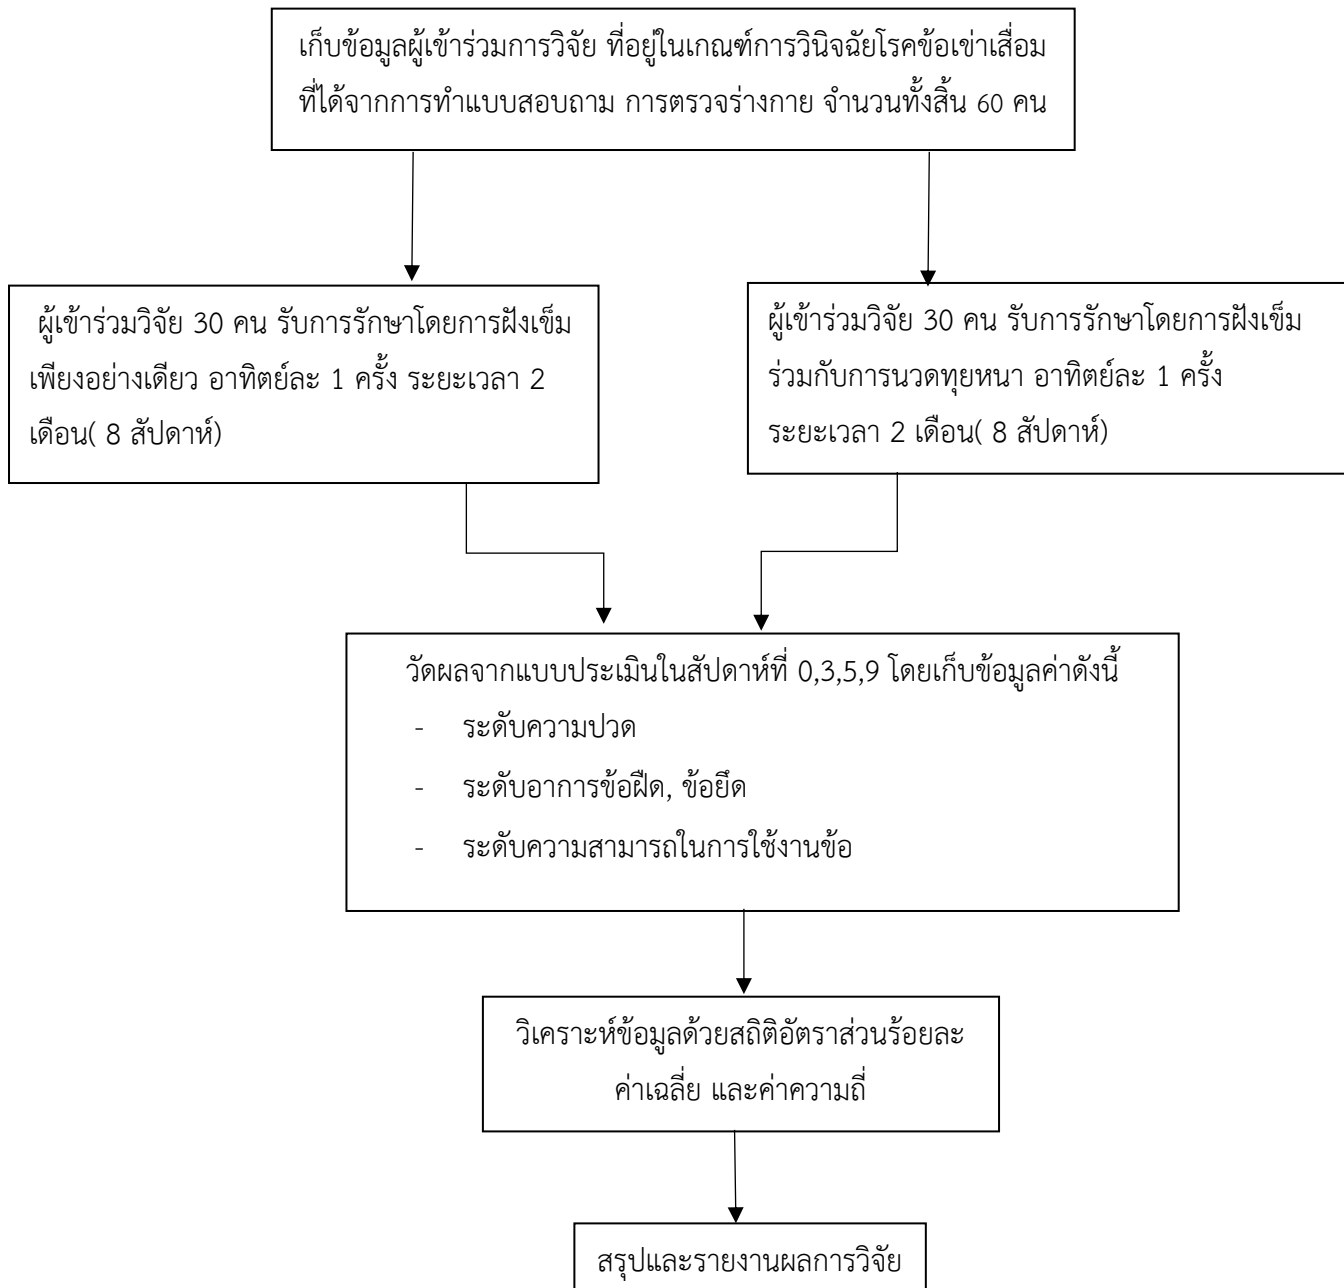 เก็บข้อมูลผู้เข้าร่วมการวิจัย ที่อยู่ในเกณฑ์การวินิจฉัยโรคข้อเข่าเสื่อม
ที่ได้จากการทำแบบสอบถาม การตรวจร่างกาย จำนวนทั้งสิ้น 60 คน
ผู้เข้าร่วมวิจัย 30 คน รับการรักษาโดยการฝังเข็ม
เพียงอย่างเดียว อาทิตย์ละ 1 ครั้ง ระยะเวลา 2
เดือน( 8 สัปดาห์)
ผู้เข้าร่วมวิจัย 30 คน รับการรักษาโดยการฝังเข็ม
ร่วมกับการนวดทุยหนา อาทิตย์ละ 1 ครั้ง
ระยะเวลา 2 เดือน( 8 สัปดาห์)
วัดผลจากแบบประเมินในสัปดาห์ที่ 0,3,5,9 โดยเก็บข้อมูลค่าดังนี้
- ระดับความปวด
- ระดับอาการข้อฝืด, ข้อยึด
- ระดับความสามารถในการใช้งานข้อ
วิเคราะห์ข้อมูลด้วยสถิติอัตราส่วนร้อยละ
ค่าเฉลี่ย และค่าความถี่
สรุปและรายงานผลการวิจัย